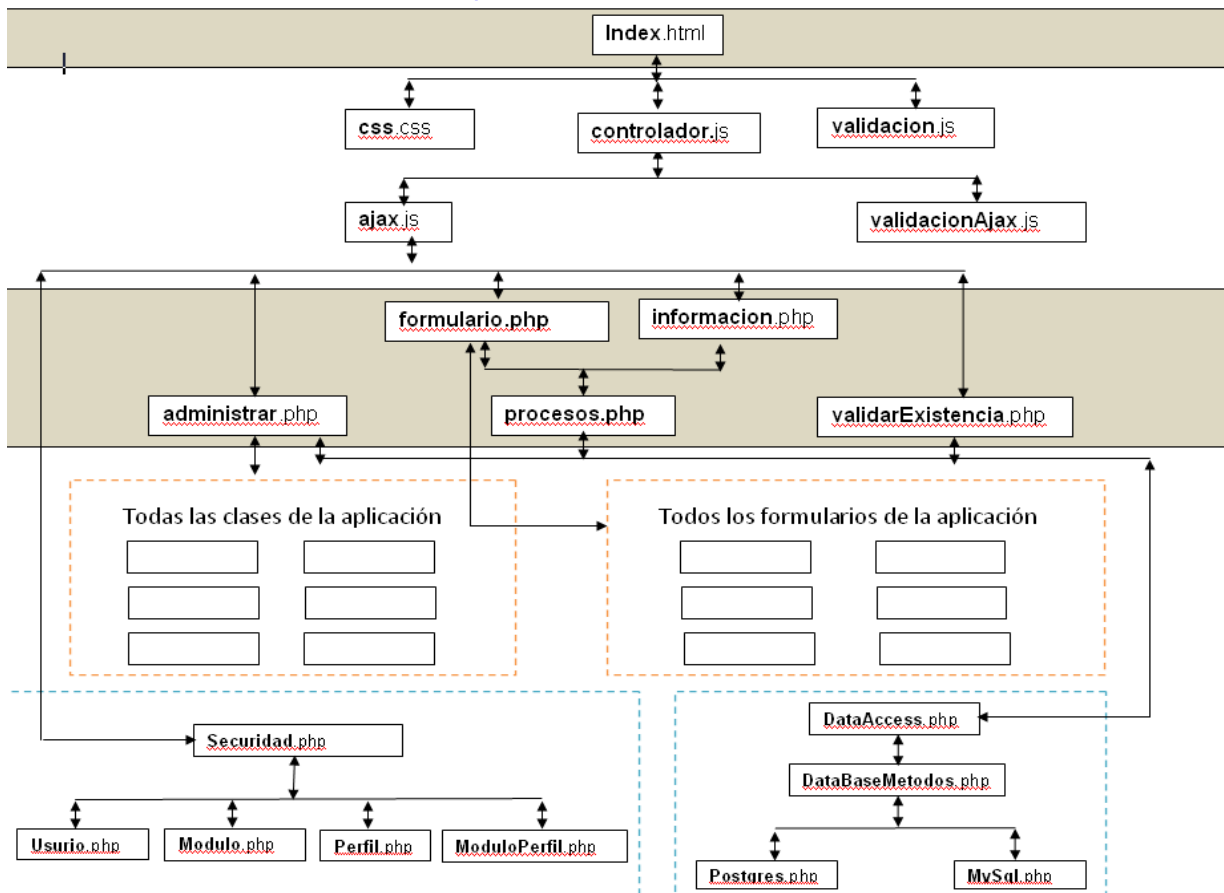 Index.html
css.css
controlador.js
validacion.js
ajax.js
validacionAjax.js
formulario.php
informacion.php
administrar.php
procesos.php
validarExistencia.php
Todas las clases de la aplicación
Todos los formularios de la aplicación
DataAccess.php
Securidad.php
DataBaseMetodos.php
Usurio.php
Modulo.php
Perfil.php
ModuloPerfil.php
Postgres.php
MySql.php